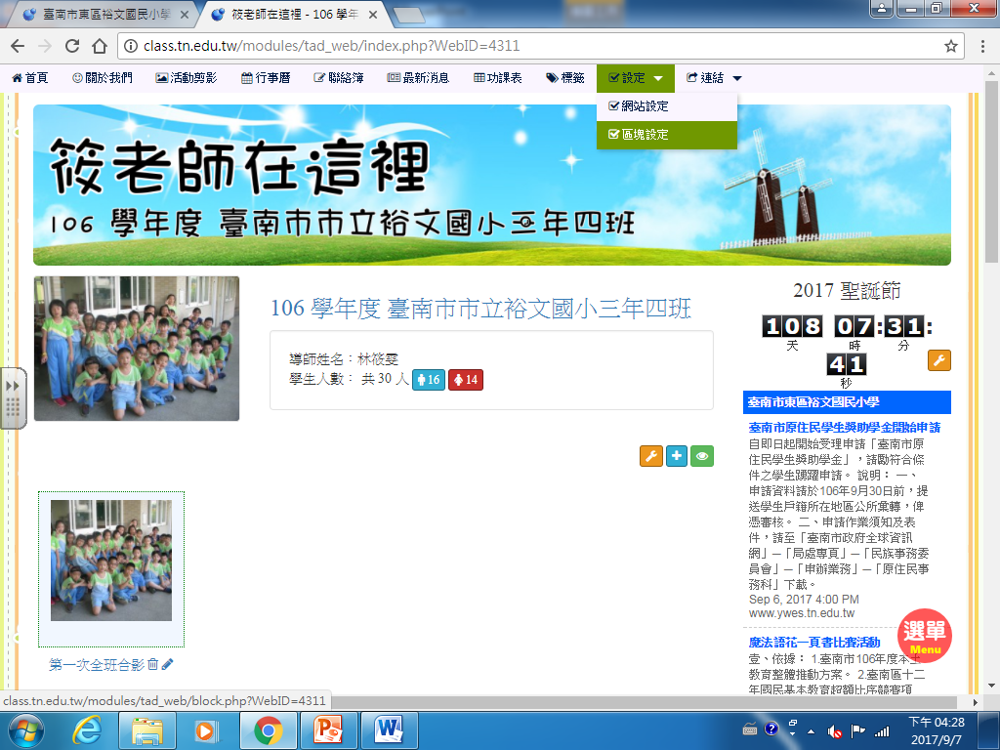 臺南市東區裕文國民小學
筱老師在這裡 - 106 學年
class.tn.edu.tw/modules/tad_web/index.php?WebID=4311
首頁 關於我們 活動剪影 行事曆 聯絡簿 最新消息 功課表 標籤 設定 連結
網站設定
區塊設定
筱老師在這裡
106 學年度 臺南市市立裕文國小三年四班
2017 聖誕節
108 07:31:
天 時 分
41
秒
106 學年度 臺南市市立裕文國小三年四班
導師姓名：林筱雯
學生人數： 共 30 人 16 14
臺南市東區裕文國民小學
臺南市原住民學生獎助學金開始申請
自即日起開始受理申請「臺南市原
住民學生獎助學金」，請勵符合條
件之學生踴躍申請。 說明： 一、
申請資料請於106年9月30日前，提
送學生戶籍所在地區公所彙轉，俾
憑審核。 二、申請作業須知及表
件，請至「臺南市政府全球資訊
網」─「局處專頁」─「民族事務委
員會」─「申辦業務」─「原住民事
務科」下載。
Sep 6, 2017 4:00 PM
www.ywes.tn.edu.tw
魔法語花一頁書比賽活動
壹、依據： 1.臺南市106年度本土
教育整體推動方案。 2.臺南區十二
年國民基本教育超額比序競賽項
選單
Menu
第一次全班合影
class.tn.edu.tw/modules/tad_web/block.php?WebID=4311
下午 04:28
2017/9/7